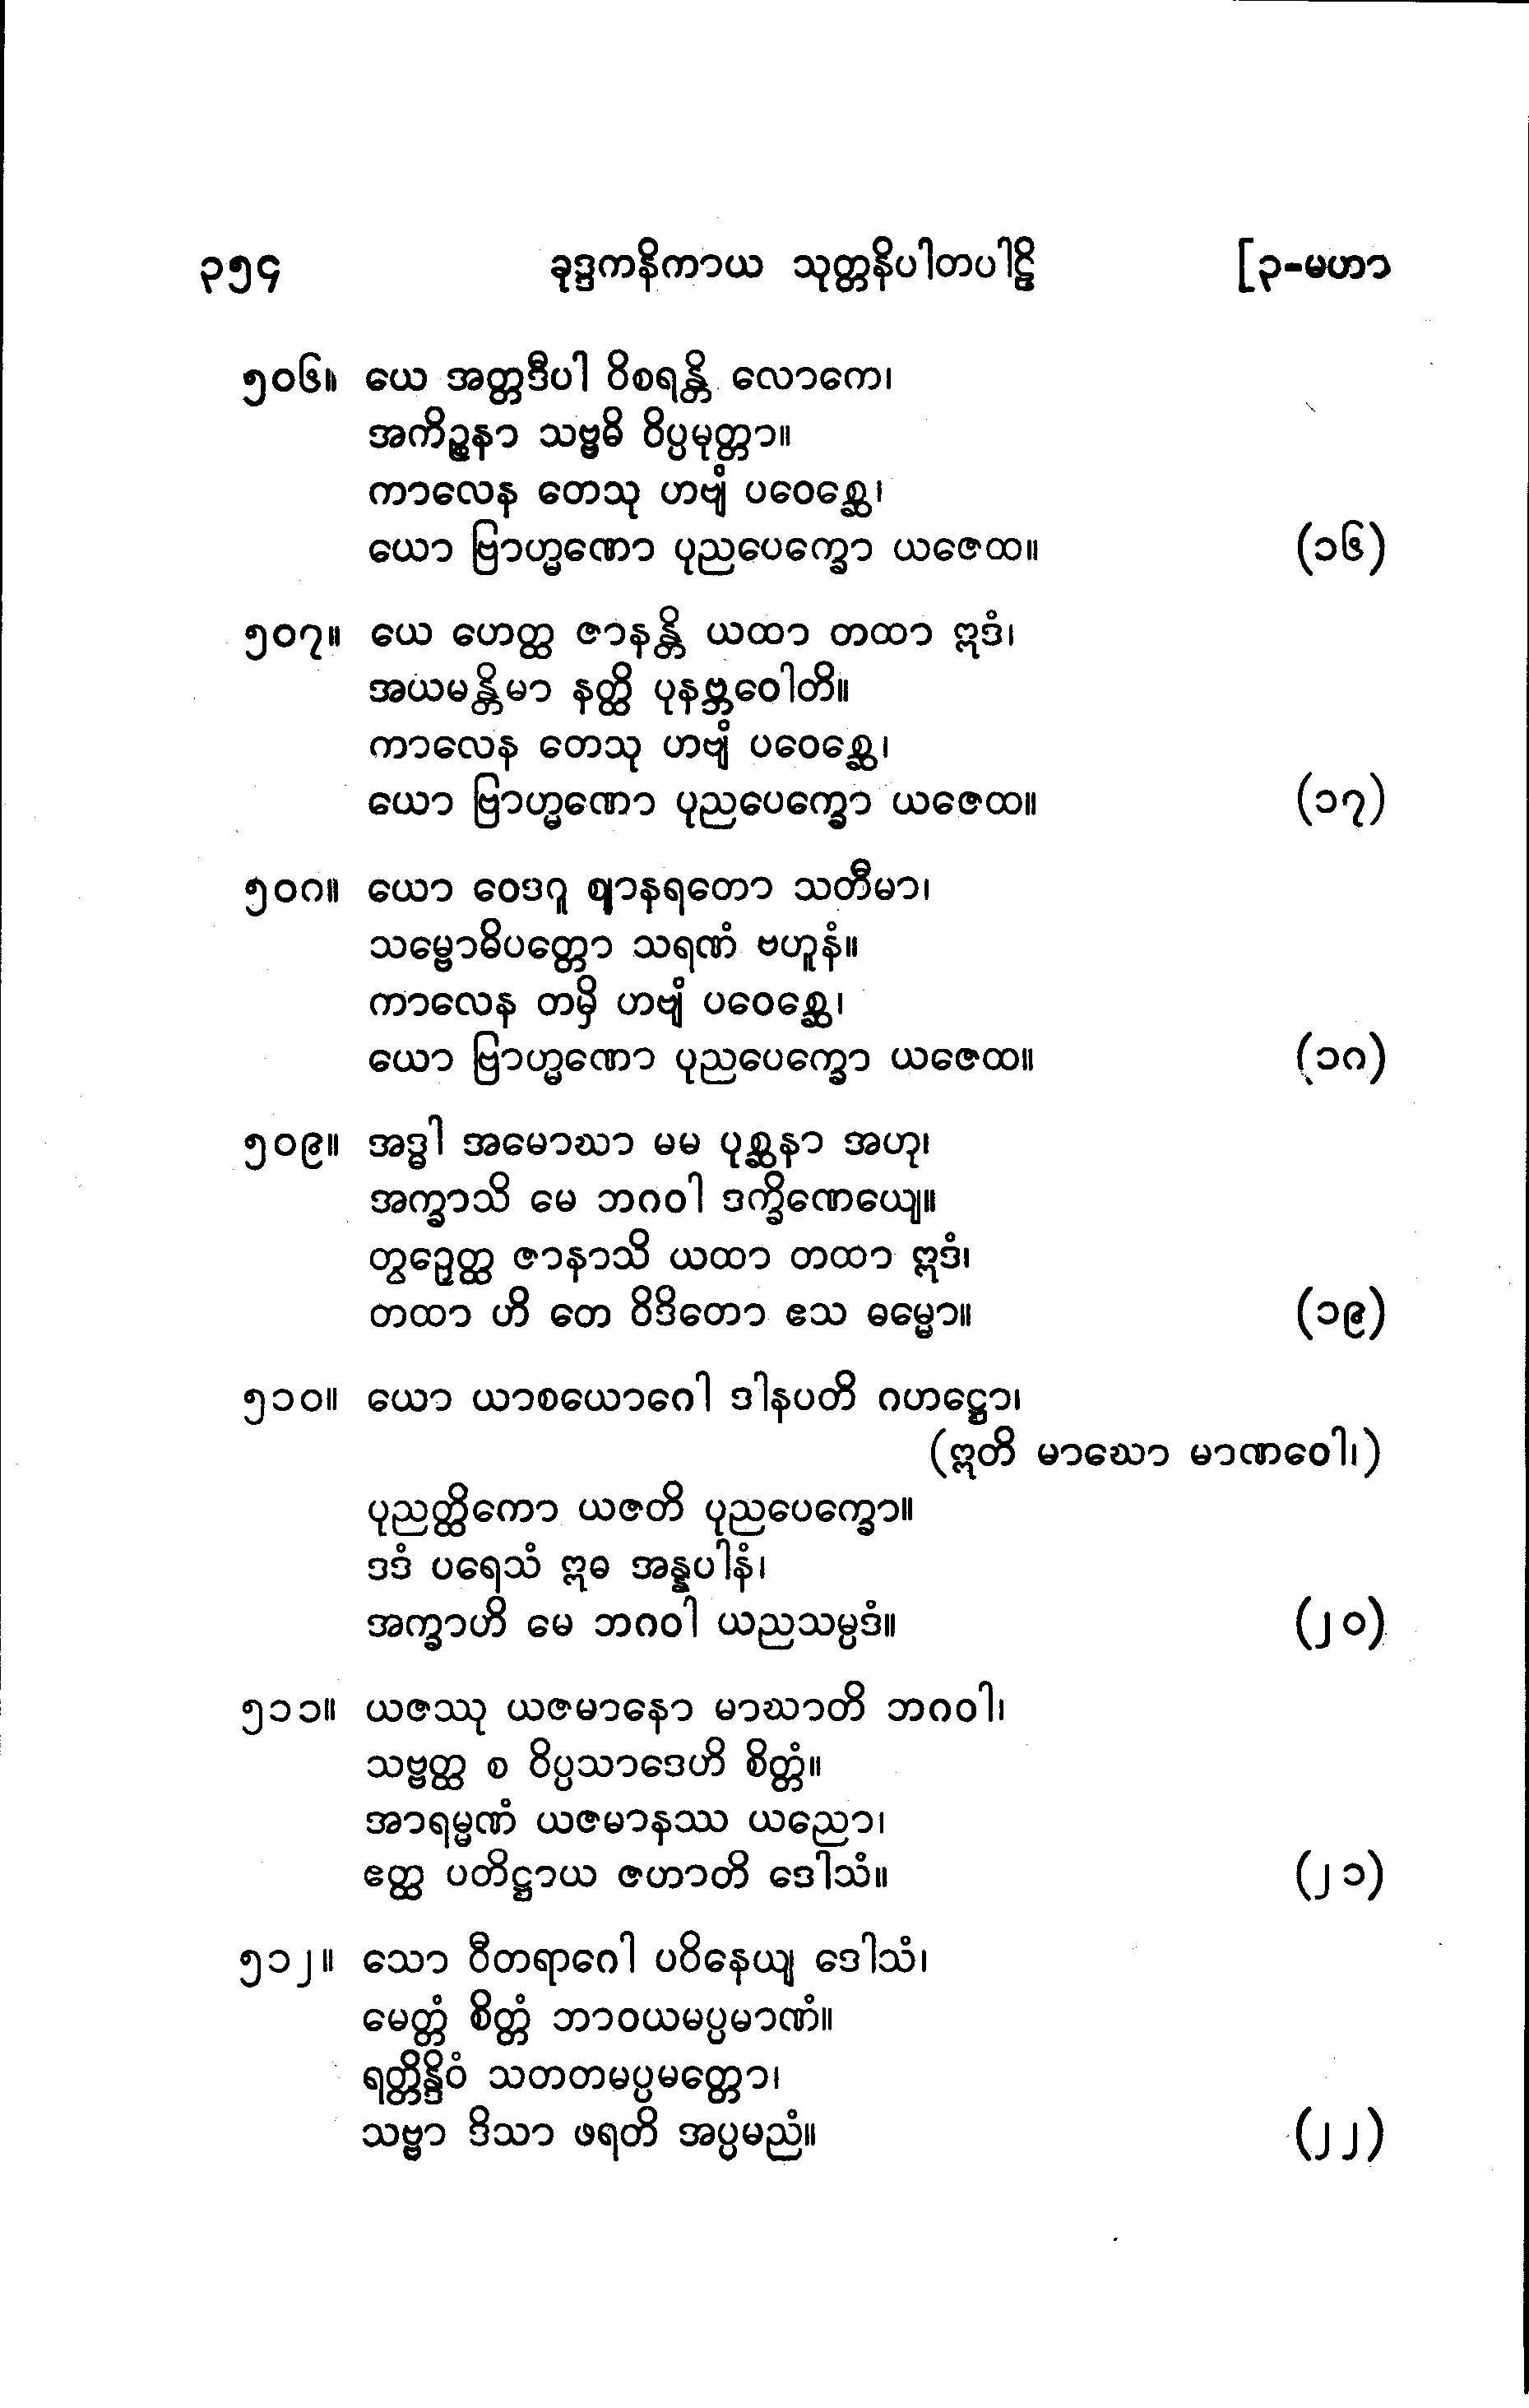 ၃၅၄ ခုဒ္ဒကနိကာယ သုတ္တနိပါတပါဠိ [၃-မဟာ
၅၀၆။ ယေ အတ္တဒီပါ ဝိစရန္တိ လောကေ၊
အကိဉ္စနာ သဗ္ဗဓိ ဝိပ္ပမုတ္တာ။
ကာလေန တေသု ဟဗျံ ပဝေစ္ဆေ၊
ယော ဗြာဟ္မဏော ပုညပေက္ခော ယဇေထ။ (၁၆)
၅၀၇။ ယေ ဟေတ္ထ ဇာနန္တိ ယထာ တထာ ဣဒံ၊
အယမန္တိမာ နတ္ထိ ပုနဗ္ဘဝေါတိ။
ကာလေန တေသု ဟဗျံ ပဝေစ္ဆေ၊
ယော ဗြာဟ္မဏော ပုညပေက္ခော ယဇေထ။ (၁၇)
၅၀၈။ ယော ဝေဒဂူ ဈာနရတော သတီမာ၊
သမ္ဗောဓိပတ္တော သရဏံ ဗဟူနံ။
ကာလေန တမှိ ဟဗျံ ပဝေစ္ဆေ၊
ယော ဗြာဟ္မဏော ပုညပေက္ခော ယဇေထ။ (၁၈)
၅၀၉။ အဒ္ဓါ အမောဃာ မမ ပုစ္ဆနာ အဟု၊
အက္ခာသိ မေ ဘဂဝါ ဒက္ခိဏေယျေ။
တွဉှေတ္ထ ဇာနာသိ ယထာ တထာ ဣဒံ၊
တထာ ဟိ တေ ဝိဒိတော ဧသ ဓမ္မော။ (၁၉)
၅၁၀။ ယော ယာစယောဂေါ ဒါနပတိ ဂဟဋ္ဌော၊
(ဣတိ မာဃော မာဏဝေါ၊)
ပုညတ္ထိကော ယဇတိ ပုညပေက္ခော။
ဒဒံ ပရေသံ ဣဓ အန္နပါနံ၊
အက္ခာဟိ မေ ဘဂဝါ ယညသမ္ပဒံ။ (၂၀)
၅၁၁။ ယဇဿု ယဇမာနော မာဃာတိ ဘဂဝါ၊
သဗ္ဗတ္ထ စ ဝိပ္ပသာဒေဟိ စိတ္တံ။
အာရမ္မဏံ ယဇမာနဿ ယညော၊
ဧတ္ထ ပတိဋ္ဌာယ ဇဟာတိ ဒေါသံ။ (၂၁)
၅၁၂။ သော ဝီတရာဂေါ ပဝိနေယျ ဒေါသံ၊
မေတ္တံ စိတ္တံ ဘာဝယမပ္ပမာဏံ။
ရတ္တိန္ဒိဝံ သတတမပ္ပမတ္တော၊
သဗ္ဗာ ဒိသာ ဖရတိ အပ္ပမညံ။ (၂၂)